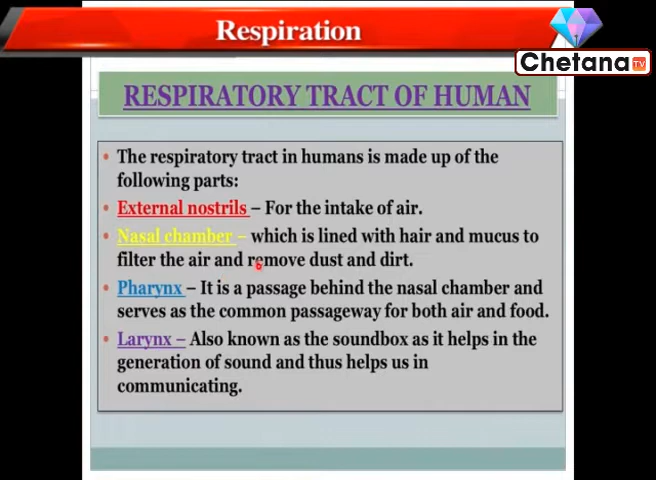 Respiration
Chetana TV
RESPIRATORY TRACT OF HUMAN
• The respiratory tract in humans is made up of the
following parts:
• External nostrils – For the intake of air.
• Nasal chamber – which is lined with hair and mucus to
filter the air and remove dust and dirt.
• Pharynx – It is a passage behind the nasal chamber and
serves as the common passageway for both air and food.
• Larynx – Also known as the soundbox as it helps in the
generation of sound and thus helps us in
communicating.